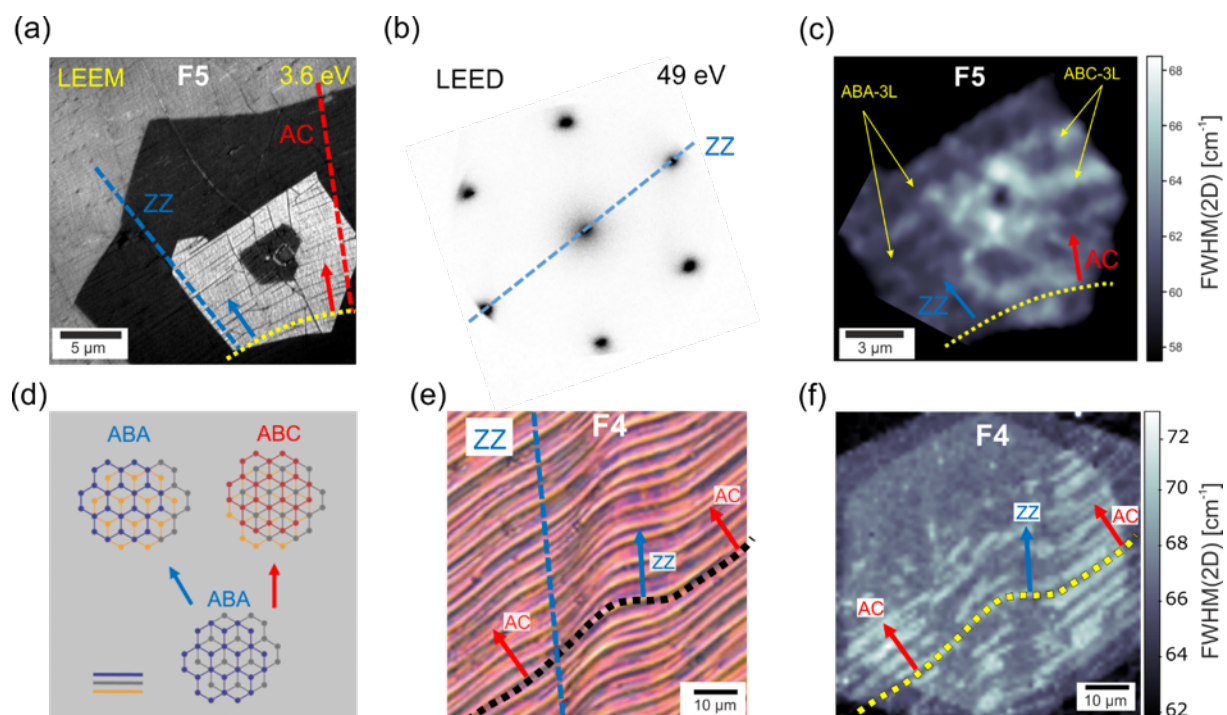 (a)
LEEM F5 3.6 eV
AC
ZZ
5 µm
(b)
LEED 49 eV
ZZ
(c)
F5
ABA-3L
ABC-3L
AC
ZZ
3 µm
68
66
64
62
60
58
FWHM(2D) [cm⁻¹]
(d)
ABA ABC
ABA
(e)
ZZ F4
AC
ZZ
AC
10 µm
(f)
F4
ZZ
AC
AC
10 µm
72
70
68
66
64
62
FWHM(2D) [cm⁻¹]